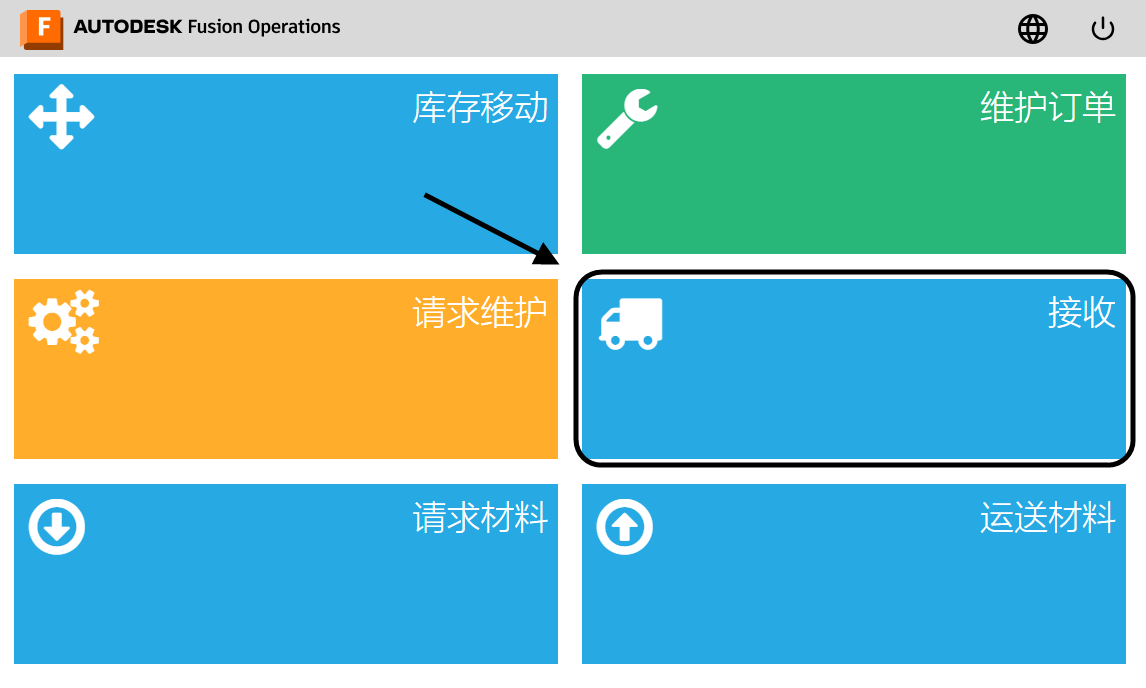 F AUTODESK Fusion Operations
库存移动
维护订单
请求维护
接收
请求材料
运送材料